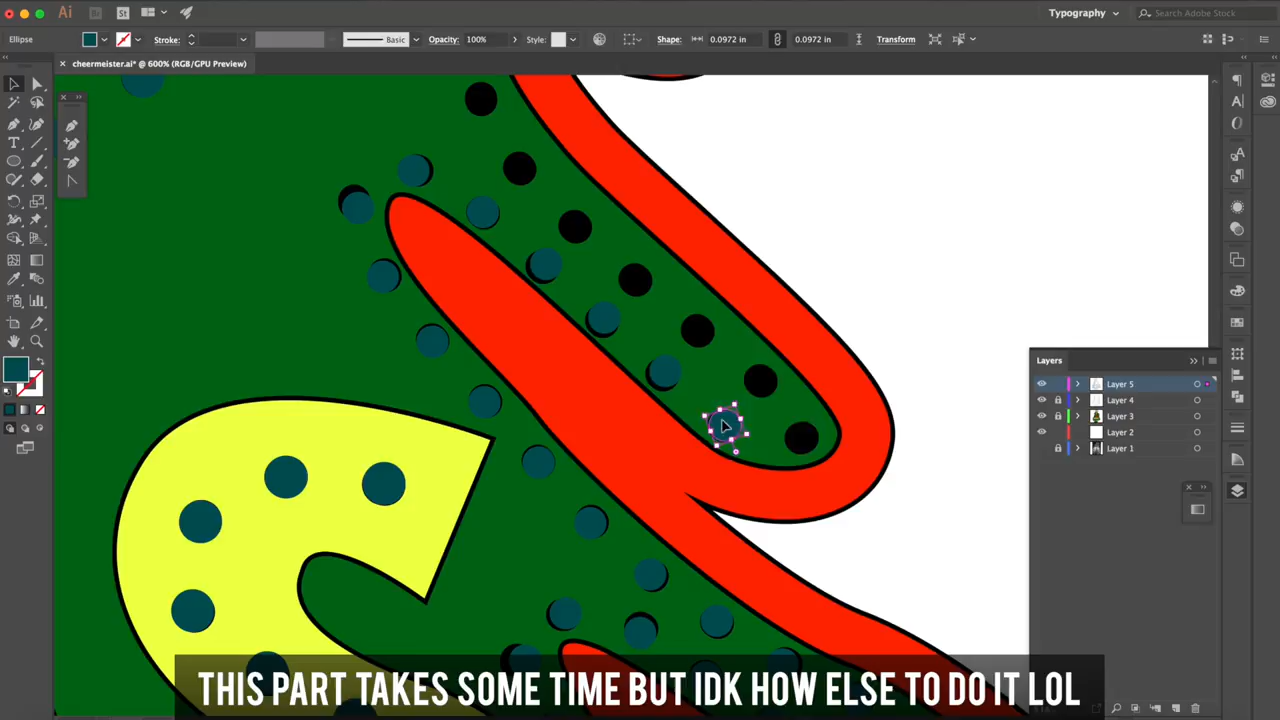 Ai
Br
St
Typography
Search Adobe Stock
Ellipse
Stroke:
Basic
Opacity:
100%
Style:
Shape:
0.0972 in
0.0972 in
Transform
cheermeister.ai* @ 600% (RGB/GPU Preview)
Layers
Layer 5
Layer 4
Layer 3
Layer 2
Layer 1
THIS PART TAKES SOME TIME BUT IDK HOW ELSE TO DO IT LOL